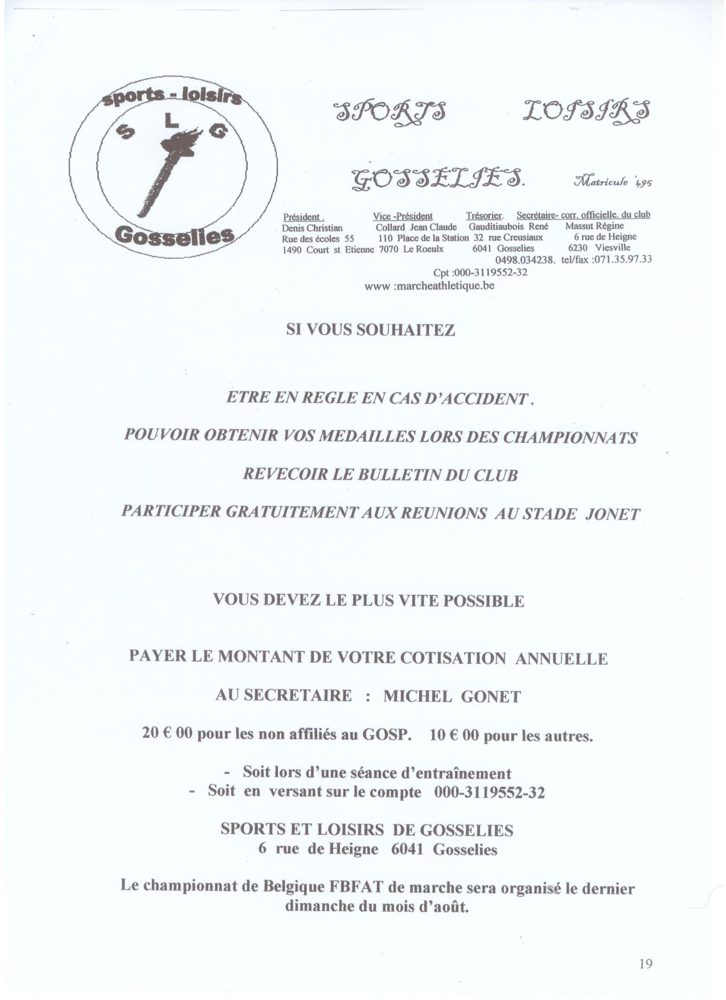 sports - loisirs
S L G
Gosselies
SPORTS LOISIRS
GOSSELIES. Matricule '495
Président . Vice -Président Trésorier. Secrétaire- corr. officielle. du club
Denis Christian Collard Jean Claude Gauditiaubois René Massut Régine
Rue des écoles 55 110 Place de la Station 32 rue Creusiaux 6 rue de Heigne
1490 Court st Etienne 7070 Le Roeulx 6041 Gosselies 6230 Viesville
0498.034238. tel/fax :071.35.97.33
Cpt :000-3119552-32
www :marcheathletique.be
SI VOUS SOUHAITEZ
ETRE EN REGLE EN CAS D'ACCIDENT .
POUVOIR OBTENIR VOS MEDAILLES LORS DES CHAMPIONNATS
REVECOIR LE BULLETIN DU CLUB
PARTICIPER GRATUITEMENT AUX REUNIONS AU STADE JONET
VOUS DEVEZ LE PLUS VITE POSSIBLE
PAYER LE MONTANT DE VOTRE COTISATION ANNUELLE
AU SECRETAIRE : MICHEL GONET
20 € 00 pour les non affiliés au GOSP. 10 € 00 pour les autres.
- Soit lors d'une séance d'entraînement
- Soit en versant sur le compte 000-3119552-32
SPORTS ET LOISIRS DE GOSSELIES
6 rue de Heigne 6041 Gosselies
Le championnat de Belgique FBFAT de marche sera organisé le dernier
dimanche du mois d'août.
19